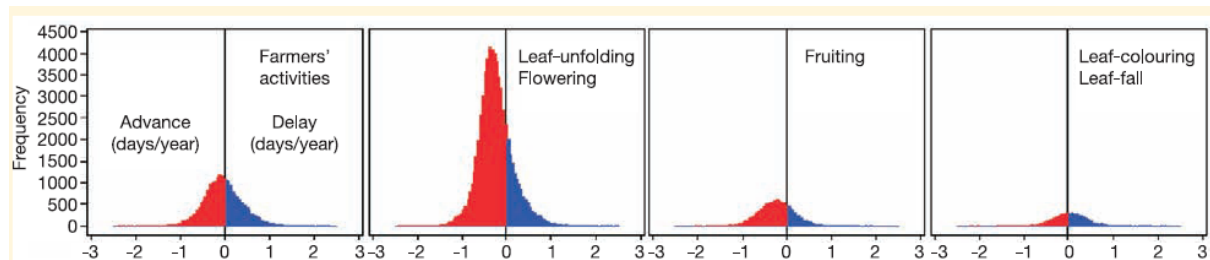 Frequency
4500
4000
3500
3000
2500
2000
1500
1000
500
0
Farmers’
activities
Advance
(days/year)
Delay
(days/year)
-3 -2 -1 0 1 2 3
Leaf-unfolding
Flowering
-3 -2 -1 0 1 2 3
Fruiting
-3 -2 -1 0 1 2 3
Leaf-colouring
Leaf-fall
-3 -2 -1 0 1 2 3